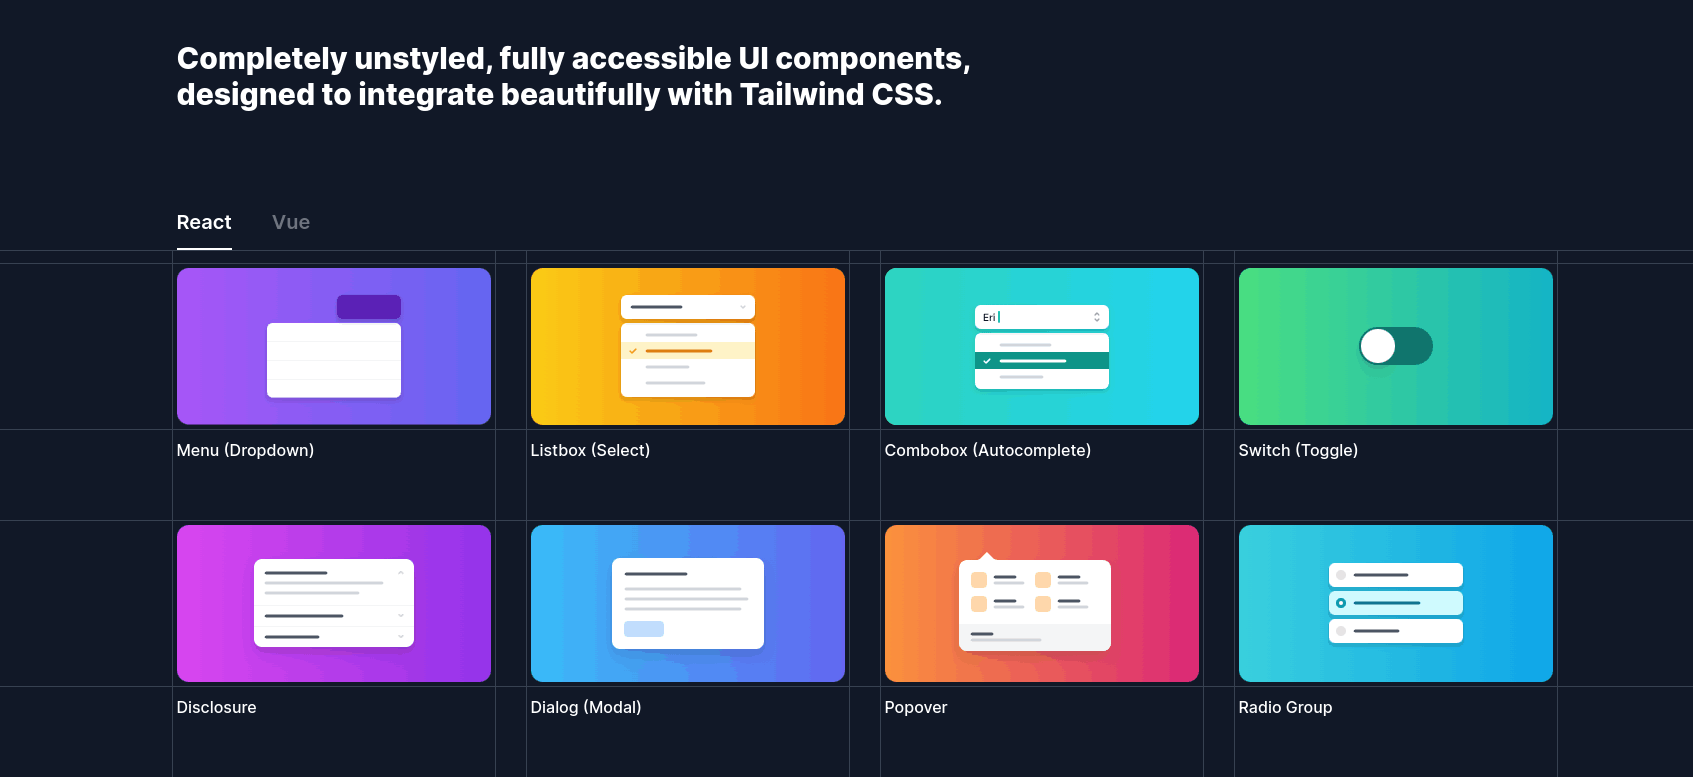 Completely unstyled, fully accessible UI components,
designed to integrate beautifully with Tailwind CSS.
React
Vue
Eri
Menu (Dropdown)
Listbox (Select)
Combobox (Autocomplete)
Switch (Toggle)
Disclosure
Dialog (Modal)
Popover
Radio Group